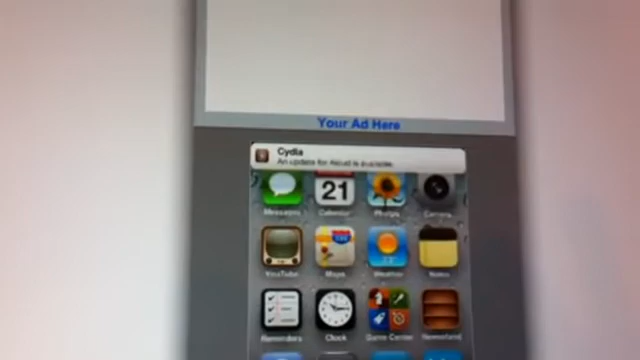 Your Ad Here
Cydia
An update for is available.
Messages Calendar Photos Camera
21
YouTube Maps Weather Notes
Reminders Clock Game Center Newsstand